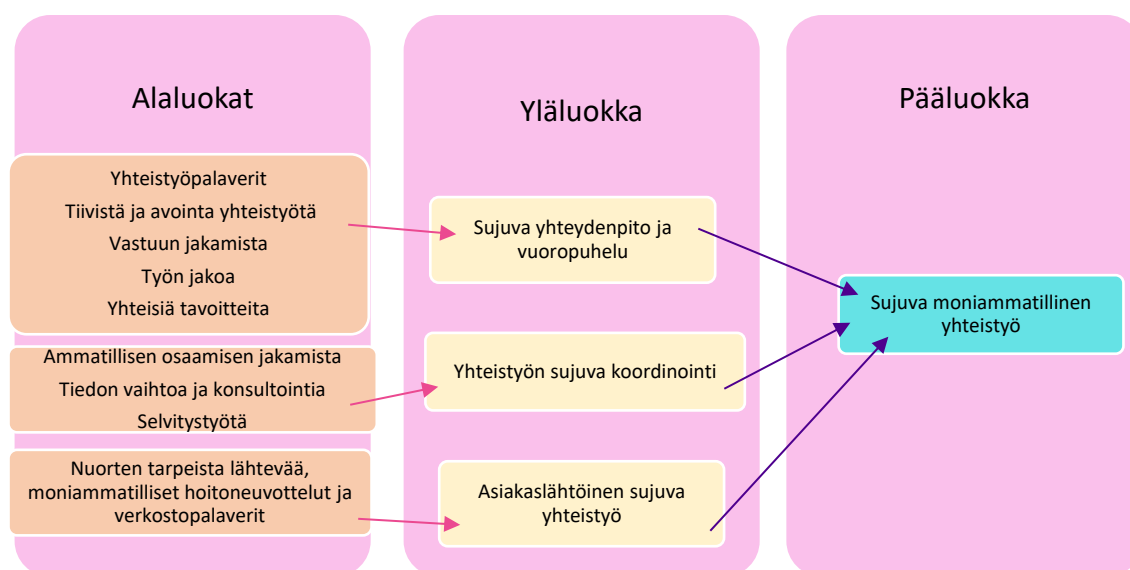 Alaluokat
Yhteistyöpalaverit
Tiivistä ja avointa yhteistyötä
Vastuun jakamista
Työn jakoa
Yhteisiä tavoitteita
Ammatillisen osaamisen jakamista
Tiedon vaihtoa ja konsultointia
Selvitystyötä
Nuorten tarpeista lähtevää,
moniammatilliset hoitoneuvottelut ja
verkostopalaverit
Yläluokka
Sujuva yhteydenpito ja
vuoropuhelu
Yhteistyön sujuva koordinointi
Asiakaslähtöinen sujuva
yhteistyö
Pääluokka
Sujuva moniammatillinen
yhteistyö